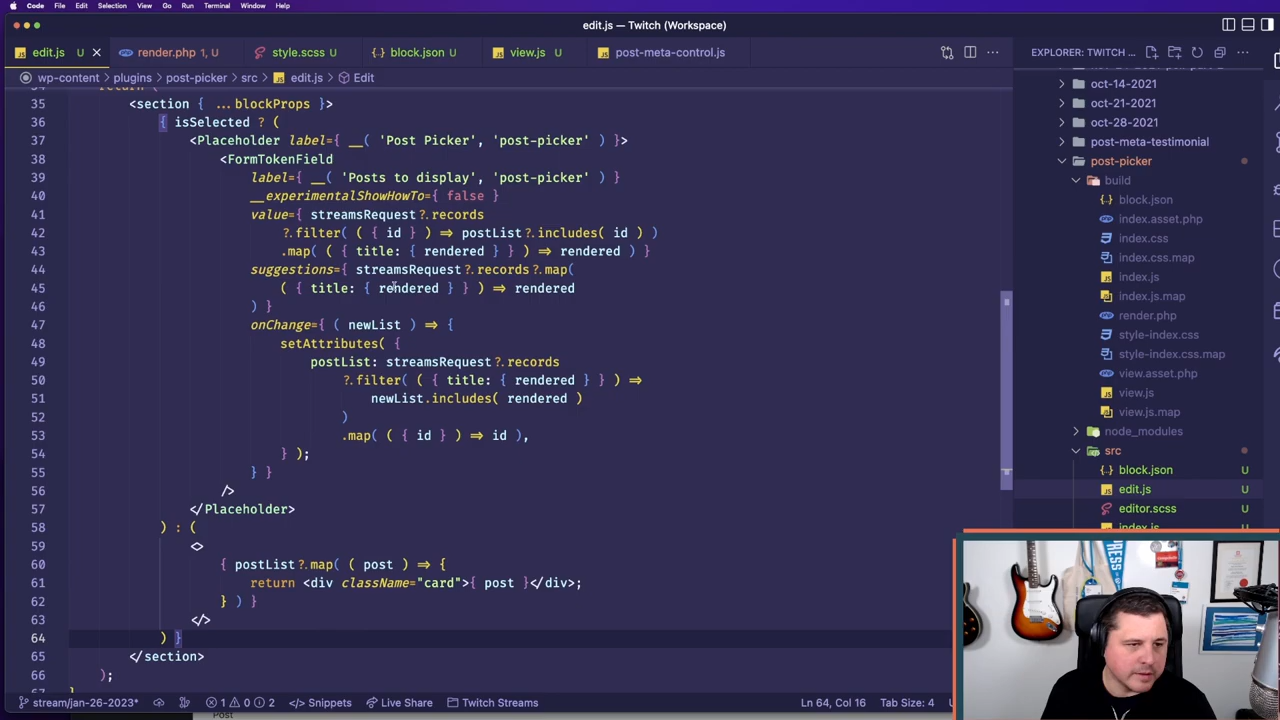 Code File Edit Selection View Go Run Terminal Window Help
edit.js — Twitch (Workspace)
edit.js U render.php 1, U style.scss U block.json U view.js U post-meta-control.js
wp-content > plugins > post-picker > src > edit.js > Edit
EXPLORER: TWITCH ...
34 return (
35 <section { ...blockProps }>
36 { isSelected ? (
37 <Placeholder label={ __( 'Post Picker', 'post-picker' ) }>
38 <FormTokenField
39 label={ __( 'Posts to display', 'post-picker' ) }
40 __experimentalShowHowTo={ false }
41 value={ streamsRequest?.records
42 ?.filter( ( { id } ) => postList?.includes( id ) )
43 .map( ( { title: { rendered } } ) => rendered ) }
44 suggestions={ streamsRequest?.records?.map(
45 ( { title: { rendered } } ) => rendered
46 ) }
47 onChange={ ( newList ) => {
48 setAttributes( {
49 postList: streamsRequest?.records
50 ?.filter( ( { title: { rendered } } ) =>
51 newList.includes( rendered )
52 )
53 .map( ( { id } ) => id ),
54 } );
55 } }
56 />
57 </Placeholder>
58 ) : (
59 <>
60 { postList?.map( ( post ) => {
61 return <div className="card">{ post }</div>;
62 } ) }
63 </>
64 ) }
65 </section>
66 );
67 }
oct-14-2021
oct-21-2021
oct-28-2021
post-meta-testimonial
post-picker
build
block.json
index.asset.php
index.css
index.css.map
index.js
index.js.map
render.php
style-index.css
style-index.css.map
view.asset.php
view.js
view.js.map
node_modules
src
block.json U
edit.js U
editor.scss U
index.js U
stream/jan-26-2023* 1 0 2 </> Snippets Live Share Twitch Streams Ln 64, Col 16 Tab Size: 4
Post